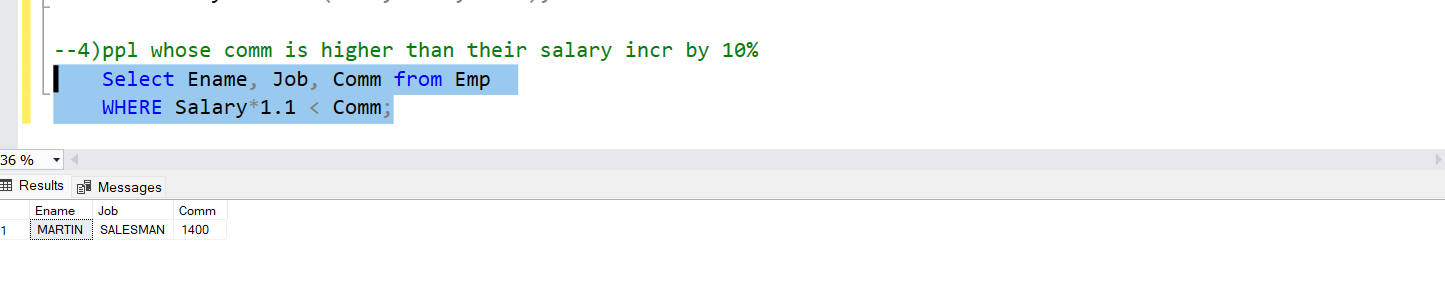 --4)ppl whose comm is higher than their salary incr by 10%
Select Ename, Job, Comm from Emp
WHERE Salary*1.1 < Comm;
36 %
Results Messages
Ename Job Comm
1 MARTIN SALESMAN 1400